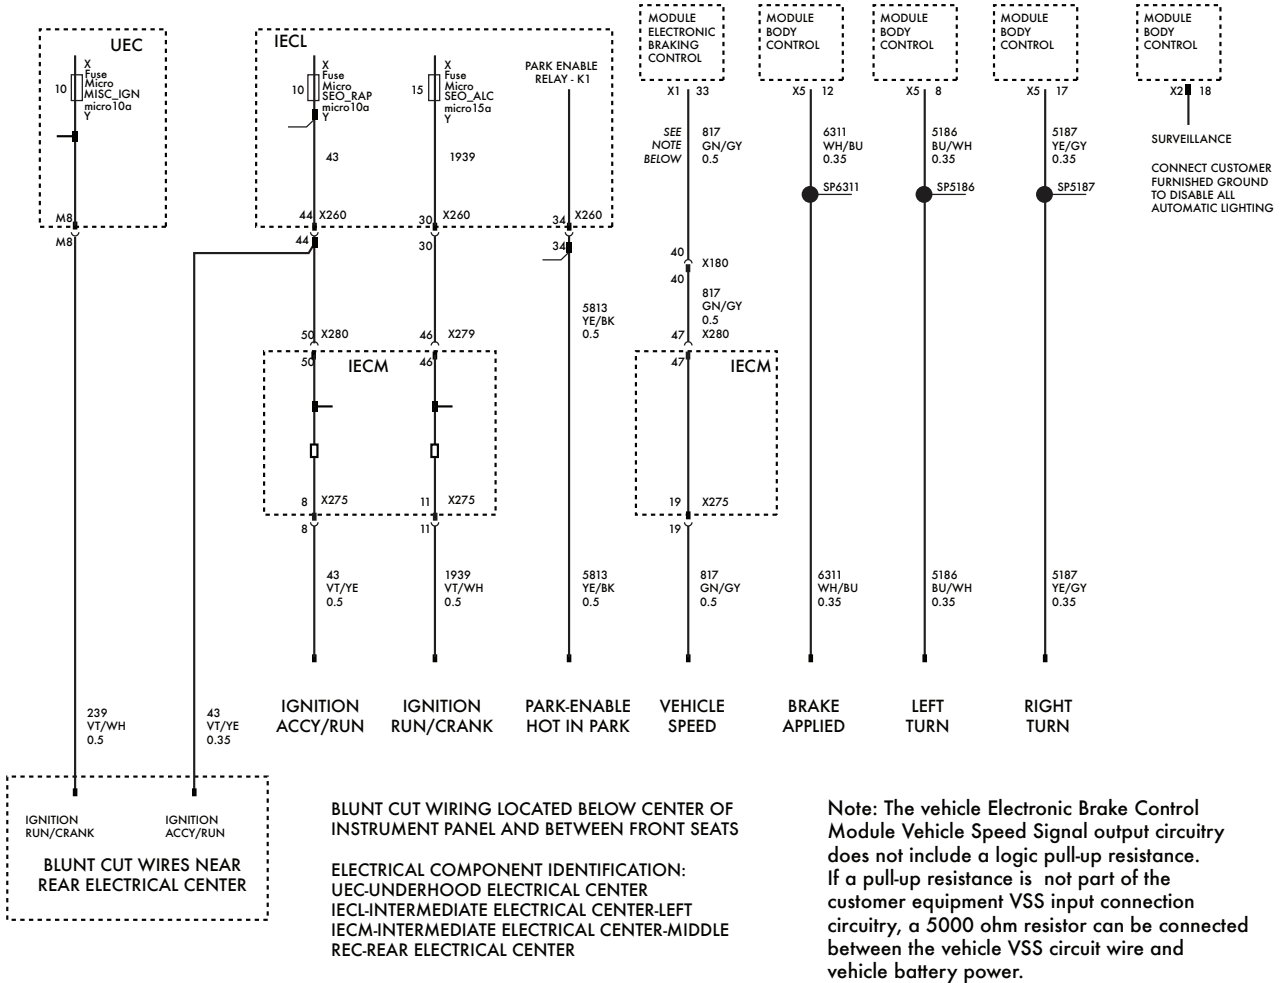 UEC
X
Fuse
Micro
MISC_IGN
micro10a
Y
10
M8
M8
IECL
X
Fuse
Micro
SEO_RAP
micro10a
Y
10
43
44 X260
44
X
Fuse
Micro
SEO_ALC
micro15a
Y
15
1939
30 X260
30
PARK ENABLE
RELAY - K1
34 X260
34
MODULE
ELECTRONIC
BRAKING
CONTROL
X1 33
SEE
NOTE
BELOW
817
GN/GY
0.5
40
X180
40
817
GN/GY
0.5
47 X280
47
IECM
19 X275
19
MODULE
BODY
CONTROL
X5 12
6311
WH/BU
0.35
SP6311
MODULE
BODY
CONTROL
X5 8
5186
BU/WH
0.35
SP5186
MODULE
BODY
CONTROL
X5 17
5187
YE/GY
0.35
SP5187
MODULE
BODY
CONTROL
X2 18
SURVEILLANCE
CONNECT CUSTOMER
FURNISHED GROUND
TO DISABLE ALL
AUTOMATIC LIGHTING
5813
YE/BK
0.5
50 X280
50
46 X279
46
IECM
8 X275
8
11 X275
11
43
VT/YE
0.5
1939
VT/WH
0.5
5813
YE/BK
0.5
817
GN/GY
0.5
6311
WH/BU
0.35
5186
BU/WH
0.35
5187
YE/GY
0.35
IGNITION
ACCY/RUN
IGNITION
RUN/CRANK
PARK-ENABLE
HOT IN PARK
VEHICLE
SPEED
BRAKE
APPLIED
LEFT
TURN
RIGHT
TURN
239
VT/WH
0.5
43
VT/YE
0.35
IGNITION
RUN/CRANK
IGNITION
ACCY/RUN
BLUNT CUT WIRES NEAR
REAR ELECTRICAL CENTER
BLUNT CUT WIRING LOCATED BELOW CENTER OF
INSTRUMENT PANEL AND BETWEEN FRONT SEATS
ELECTRICAL COMPONENT IDENTIFICATION:
UEC-UNDERHOOD ELECTRICAL CENTER
IECL-INTERMEDIATE ELECTRICAL CENTER-LEFT
IECM-INTERMEDIATE ELECTRICAL CENTER-MIDDLE
REC-REAR ELECTRICAL CENTER
Note: The vehicle Electronic Brake Control
Module Vehicle Speed Signal output circuitry
does not include a logic pull-up resistance.
If a pull-up resistance is not part of the
customer equipment VSS input connection
circuitry, a 5000 ohm resistor can be connected
between the vehicle VSS circuit wire and
vehicle battery power.